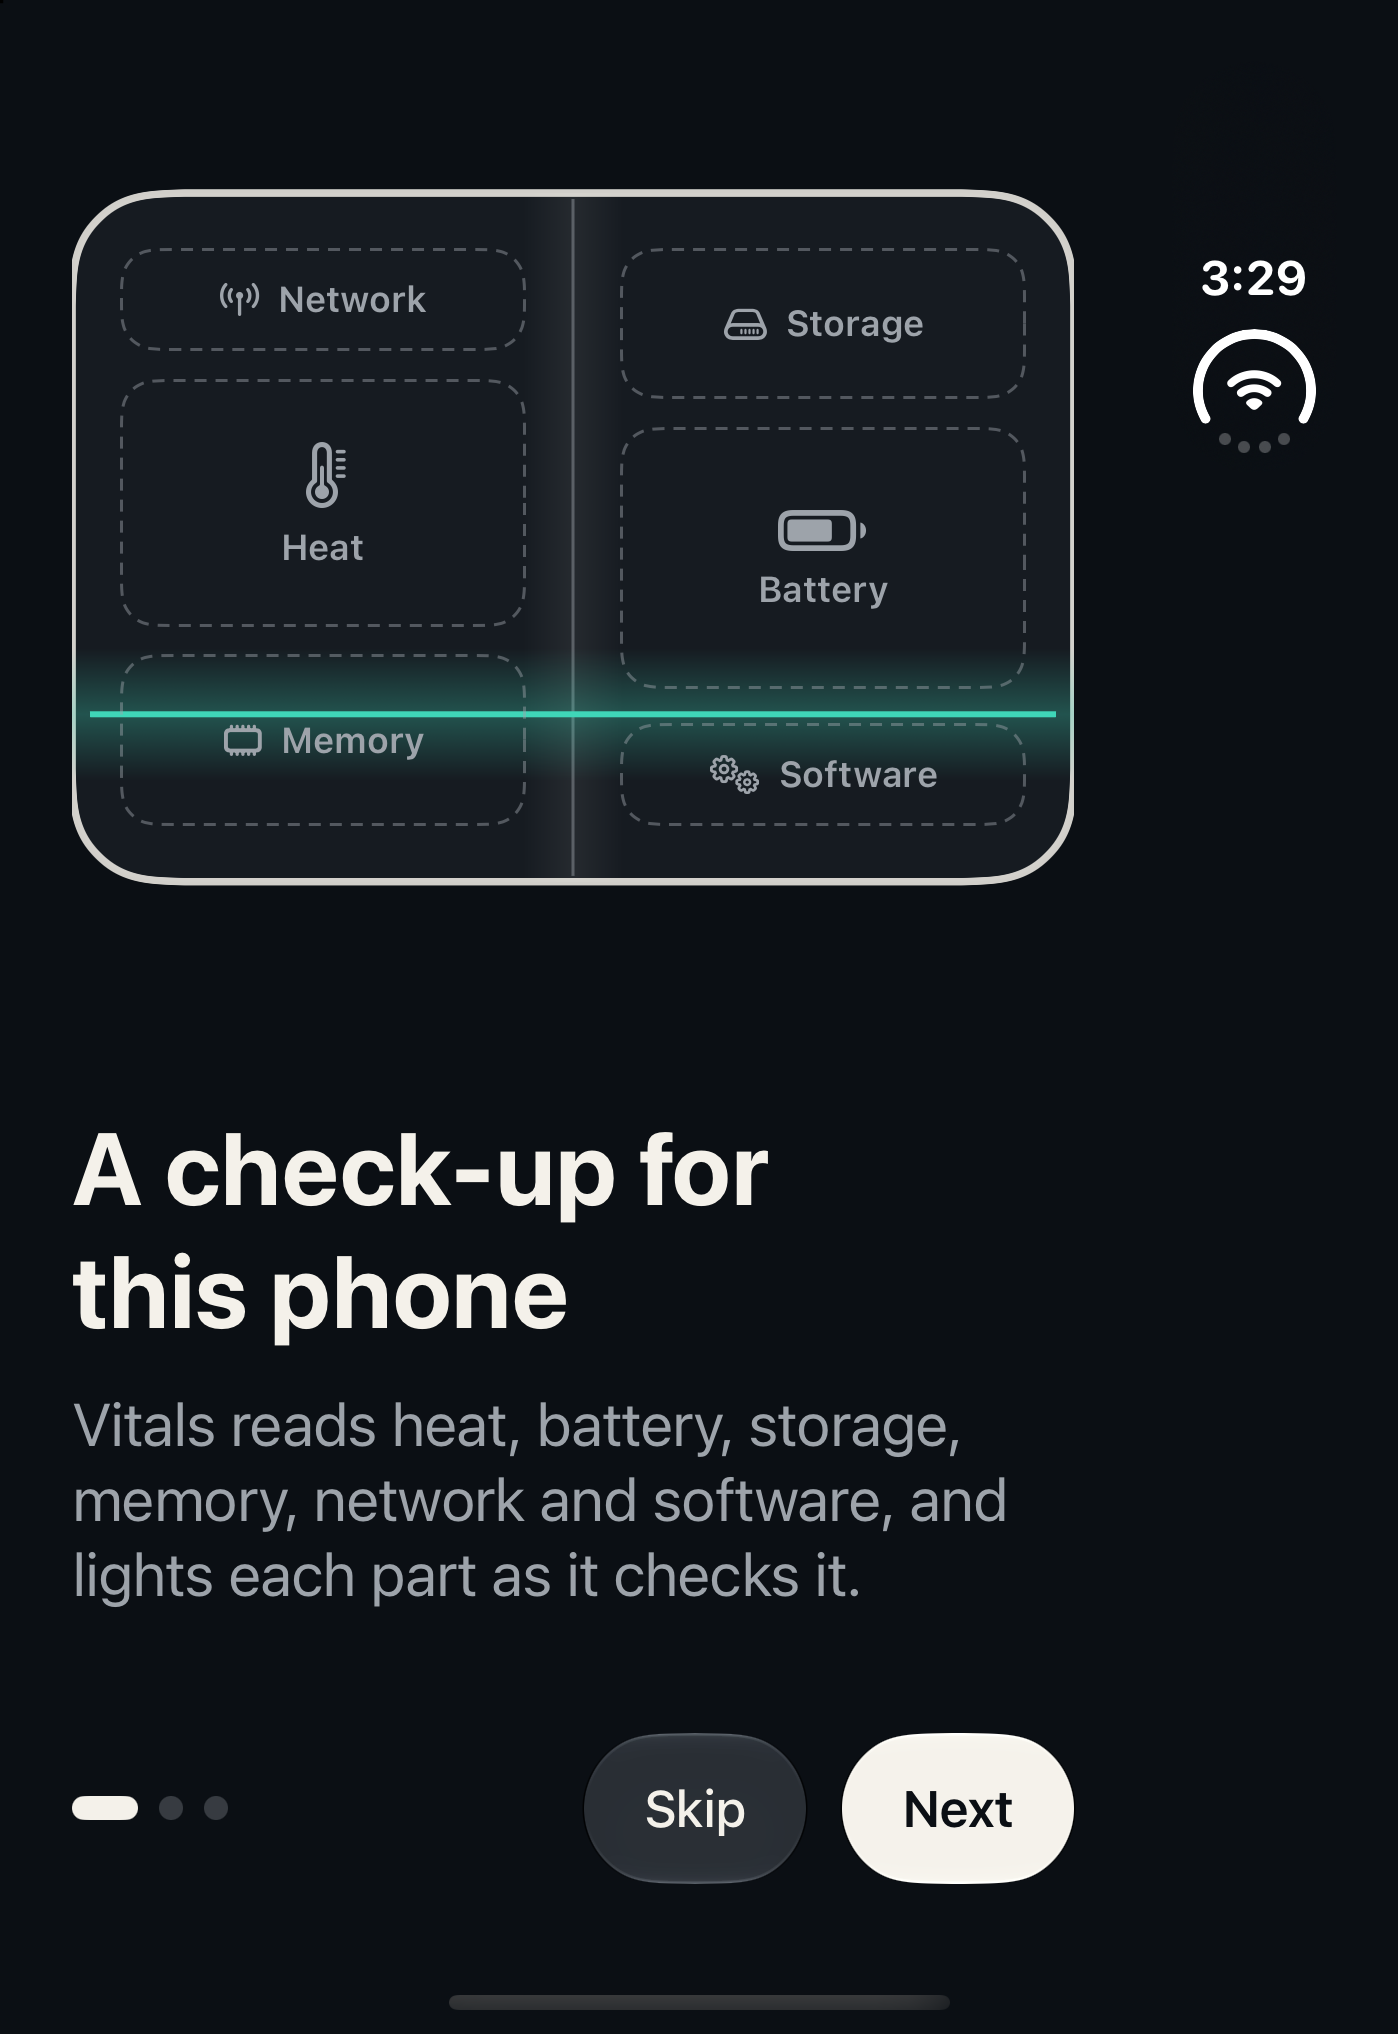 3:29
Network
Storage
Heat
Battery
Memory
Software
A check-up for
this phone
Vitals reads heat, battery, storage,
memory, network and software, and
lights each part as it checks it.
Skip
Next